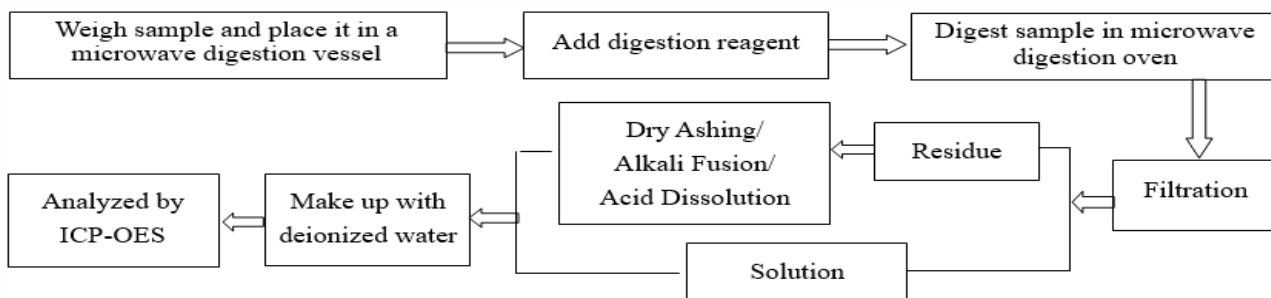 Weigh sample and place it in a
microwave digestion vessel
Add digestion reagent
Digest sample in microwave
digestion oven
Filtration
Residue
Dry Ashing/
Alkali Fusion/
Acid Dissolution
Solution
Make up with
deionized water
Analyzed by
ICP-OES